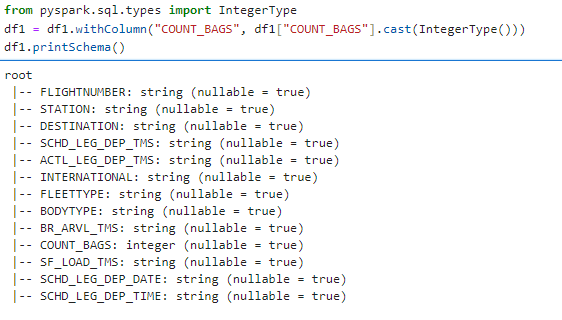 from pyspark.sql.types import IntegerType
df1 = df1.withColumn("COUNT_BAGS", df1["COUNT_BAGS"].cast(IntegerType()))
df1.printSchema()
root
|-- FLIGHTNUMBER: string (nullable = true)
|-- STATION: string (nullable = true)
|-- DESTINATION: string (nullable = true)
|-- SCHD_LEG_DEP_TMS: string (nullable = true)
|-- ACTL_LEG_DEP_TMS: string (nullable = true)
|-- INTERNATIONAL: string (nullable = true)
|-- FLEETTYPE: string (nullable = true)
|-- BODYTYPE: string (nullable = true)
|-- BR_ARVL_TMS: string (nullable = true)
|-- COUNT_BAGS: integer (nullable = true)
|-- SF_LOAD_TMS: string (nullable = true)
|-- SCHD_LEG_DEP_DATE: string (nullable = true)
|-- SCHD_LEG_DEP_TIME: string (nullable = true)